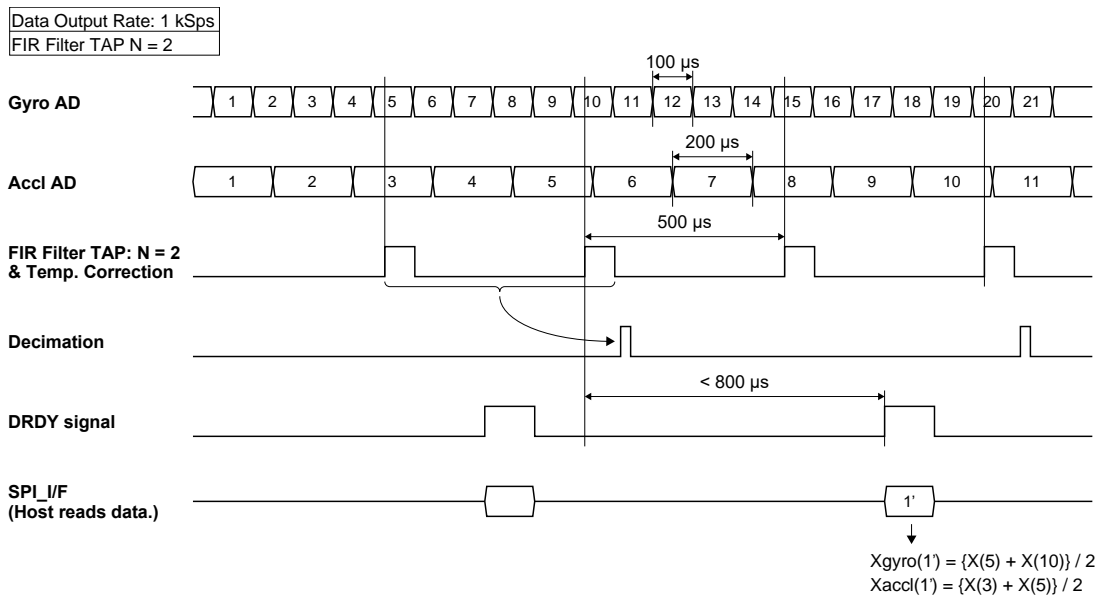 Data Output Rate: 1 kSps
FIR Filter TAP N = 2
100 µs
Gyro AD
1 2 3 4 5 6 7 8 9 10 11 12 13 14 15 16 17 18 19 20 21
200 µs
Accl AD
1 2 3 4 5 6 7 8 9 10 11
500 µs
FIR Filter TAP: N = 2
& Temp. Correction
Decimation
< 800 µs
DRDY signal
SPI_I/F
(Host reads data.)
1'
Xgyro(1') = {X(5) + X(10)} / 2
Xaccl(1') = {X(3) + X(5)} / 2